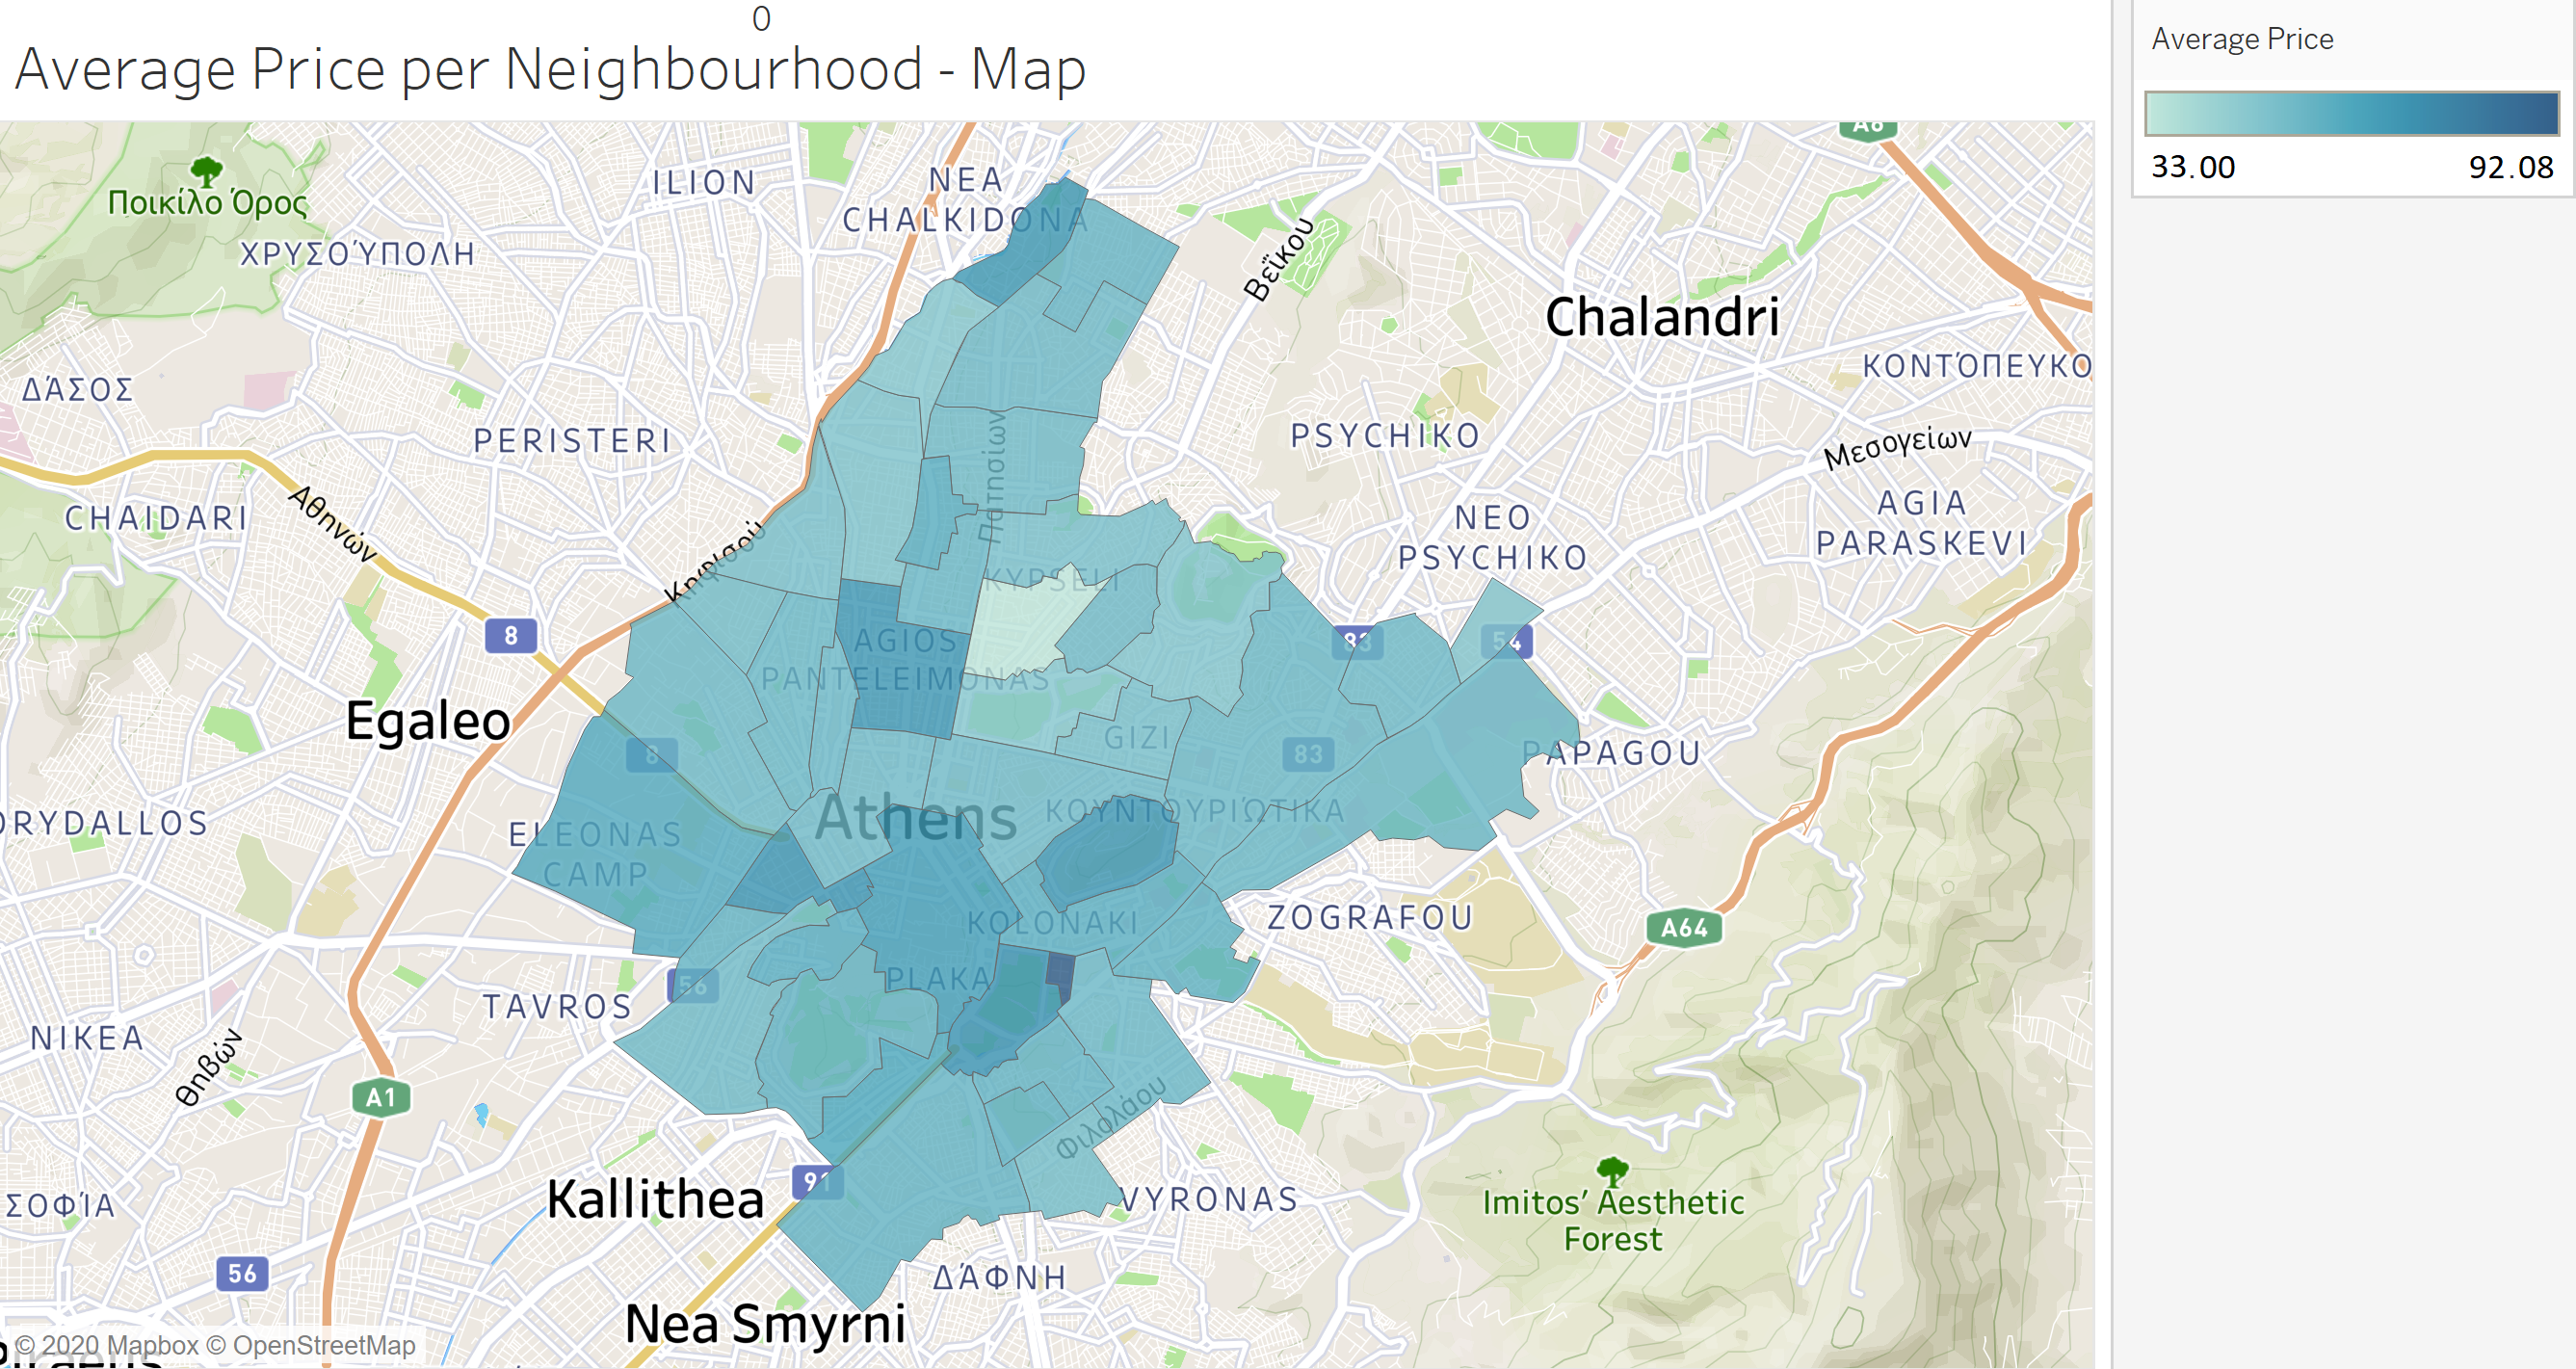 0
Average Price per Neighbourhood - Map
Average Price
33.00
92.08
A6
Ποικίλο Όρος
ILION
ΝΕΑ
CHALKIDONA
ΧΡΥΣΟΎΠΟΛΗ
Βεΐκου
Chalandri
ΔΆΣΟΣ
ΚΟΝΤΌΠΕΥΚΟ
PERISTERI
PSYCHIKO
Μεσογείων
Πατησίων
CHAIDARI
Αθηνών
Κηφισού
NEO
PSYCHIKO
AGIA
PARASKEVI
KYPSELI
8
AGIOS
PANTELEIMONAS
83
54
Egaleo
GIZI
8
83
PAPAGOU
ORYDALLOS
ELEONAS
CAMP
Athens
ΚΟΥΝΤΟΥΡΙΏΤΙΚΑ
KOLONAKI
ZOGRAFOU
A64
PLAKA
56
TAVROS
NIKEA
Θηβών
A1
Φιλολάου
91
Kallithea
VYRONAS
ΣΟΦΊΑ
Imitos' Aesthetic
Forest
56
ΔΆΦΝΗ
Nea Smyrni
© 2020 Mapbox © OpenStreetMap